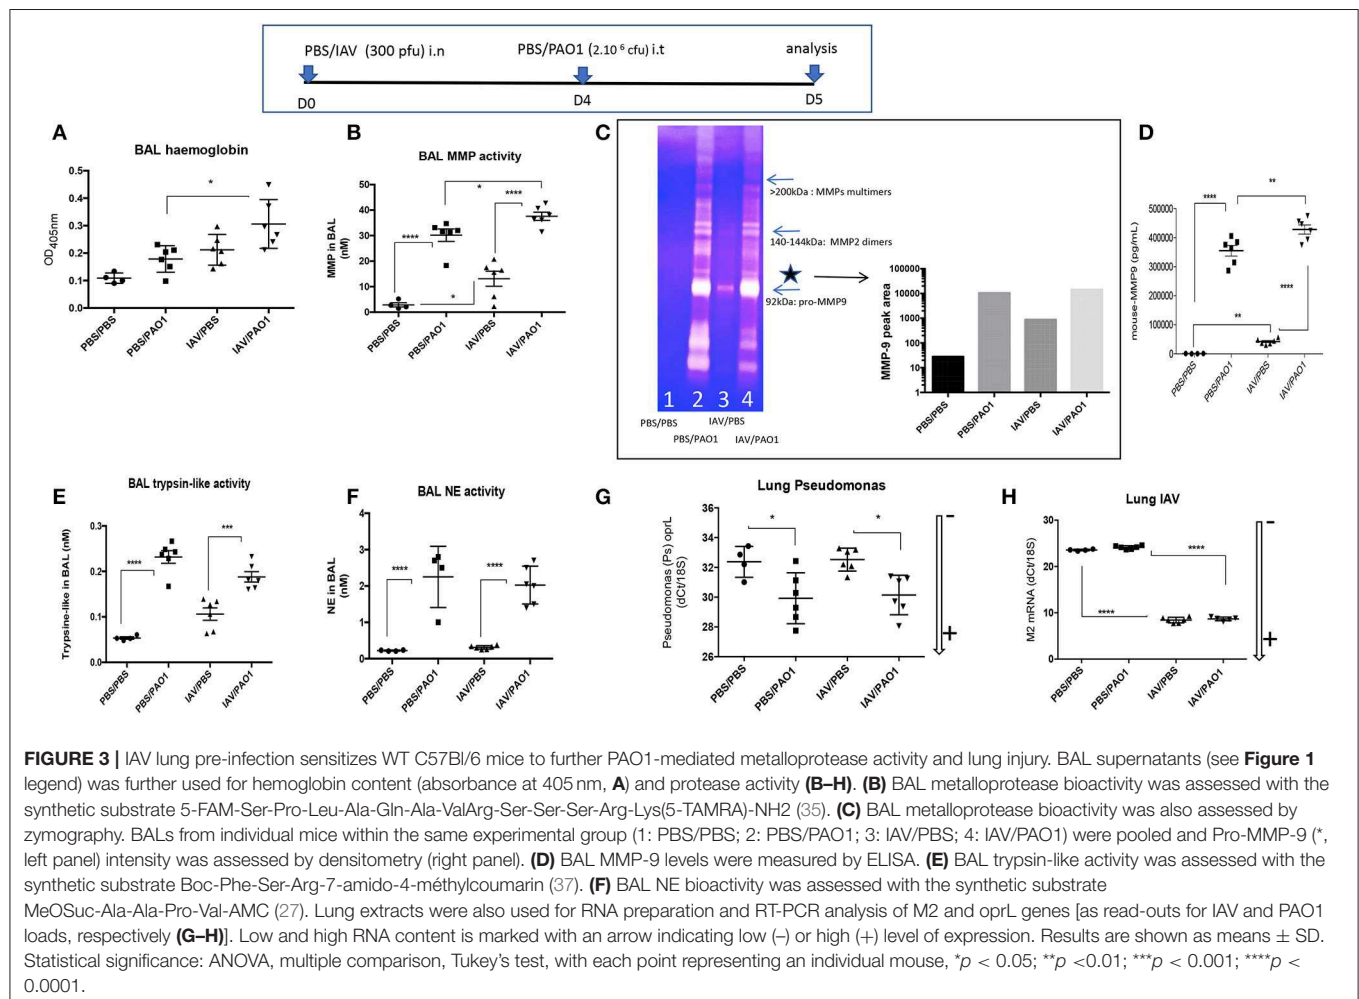 PBS/IAV (300 pfu) i.n
PBS/PAO1 (2.10 6 cfu) i.t
analysis
D0
D4
D5
A
BAL haemoglobin
OD405nm
0.5
0.4
0.3
0.2
0.1
0.0
*
PBS/PBS
PBS/PAO1
IAV/PBS
IAV/PAO1
B
BAL MMP activity
MMP in BAL
(nM)
50
40
30
20
10
0
****
*
****
*
PBS/PBS
PBS/PAO1
IAV/PBS
IAV/PAO1
C
>200kDa : MMPs multimers
140-144kDa: MMP2 dimers
92kDa: pro-MMP9
1 2 3 4
PBS/PBS
IAV/PBS
PBS/PAO1
IAV/PAO1
MMP-9 peak area
100000
10000
1000
100
10
1
PBS/PBS
PBS/PAO1
IAV/PBS
IAV/PAO1
D
mouse-MMP9 (pg/mL)
500000
400000
300000
200000
100000
0
****
**
**
****
PBS/PBS
PBS/PAO1
IAV/PBS
IAV/PAO1
E
BAL trypsin-like activity
Trypsine-like in BAL (nM)
0.3
0.2
0.1
0.0
****
***
PBS/PBS
PBS/PAO1
IAV/PBS
IAV/PAO1
F
BAL NE activity
NE in BAL
(nM)
4
3
2
1
0
****
****
PBS/PBS
PBS/PAO1
IAV/PBS
IAV/PAO1
G
Lung Pseudomonas
Pseudomonas (Ps) oprL
(dCt/18S)
36
34
32
30
28
26
*
*
PBS/PBS
PBS/PAO1
IAV/PBS
IAV/PAO1
–
+
H
Lung IAV
M2 mRNA (dCt/18S)
30
20
10
0
****
****
PBS/PBS
PBS/PAO1
IAV/PBS
IAV/PAO1
–
+
FIGURE 3 | IAV lung pre-infection sensitizes WT C57Bl/6 mice to further PAO1-mediated metalloprotease activity and lung injury. BAL supernatants (see Figure 1
legend) was further used for hemoglobin content (absorbance at 405 nm, A) and protease activity (B–H). (B) BAL metalloprotease bioactivity was assessed with the
synthetic substrate 5-FAM-Ser-Pro-Leu-Ala-Gln-Ala-ValArg-Ser-Ser-Ser-Arg-Lys(5-TAMRA)-NH2 (35). (C) BAL metalloprotease bioactivity was also assessed by
zymography. BALs from individual mice within the same experimental group (1: PBS/PBS; 2: PBS/PAO1; 3: IAV/PBS; 4: IAV/PAO1) were pooled and Pro-MMP-9 (*,
left panel) intensity was assessed by densitometry (right panel). (D) BAL MMP-9 levels were measured by ELISA. (E) BAL trypsin-like activity was assessed with the
synthetic substrate Boc-Phe-Ser-Arg-7-amido-4-méthylcoumarin (37). (F) BAL NE bioactivity was assessed with the synthetic substrate
MeOSuc-Ala-Ala-Pro-Val-AMC (27). Lung extracts were also used for RNA preparation and RT-PCR analysis of M2 and oprL genes [as read-outs for IAV and PAO1
loads, respectively (G–H)]. Low and high RNA content is marked with an arrow indicating low (–) or high (+) level of expression. Results are shown as means ± SD.
Statistical significance: ANOVA, multiple comparison, Tukey's test, with each point representing an individual mouse, *p < 0.05; **p <0.01; ***p < 0.001; ****p <
0.0001.